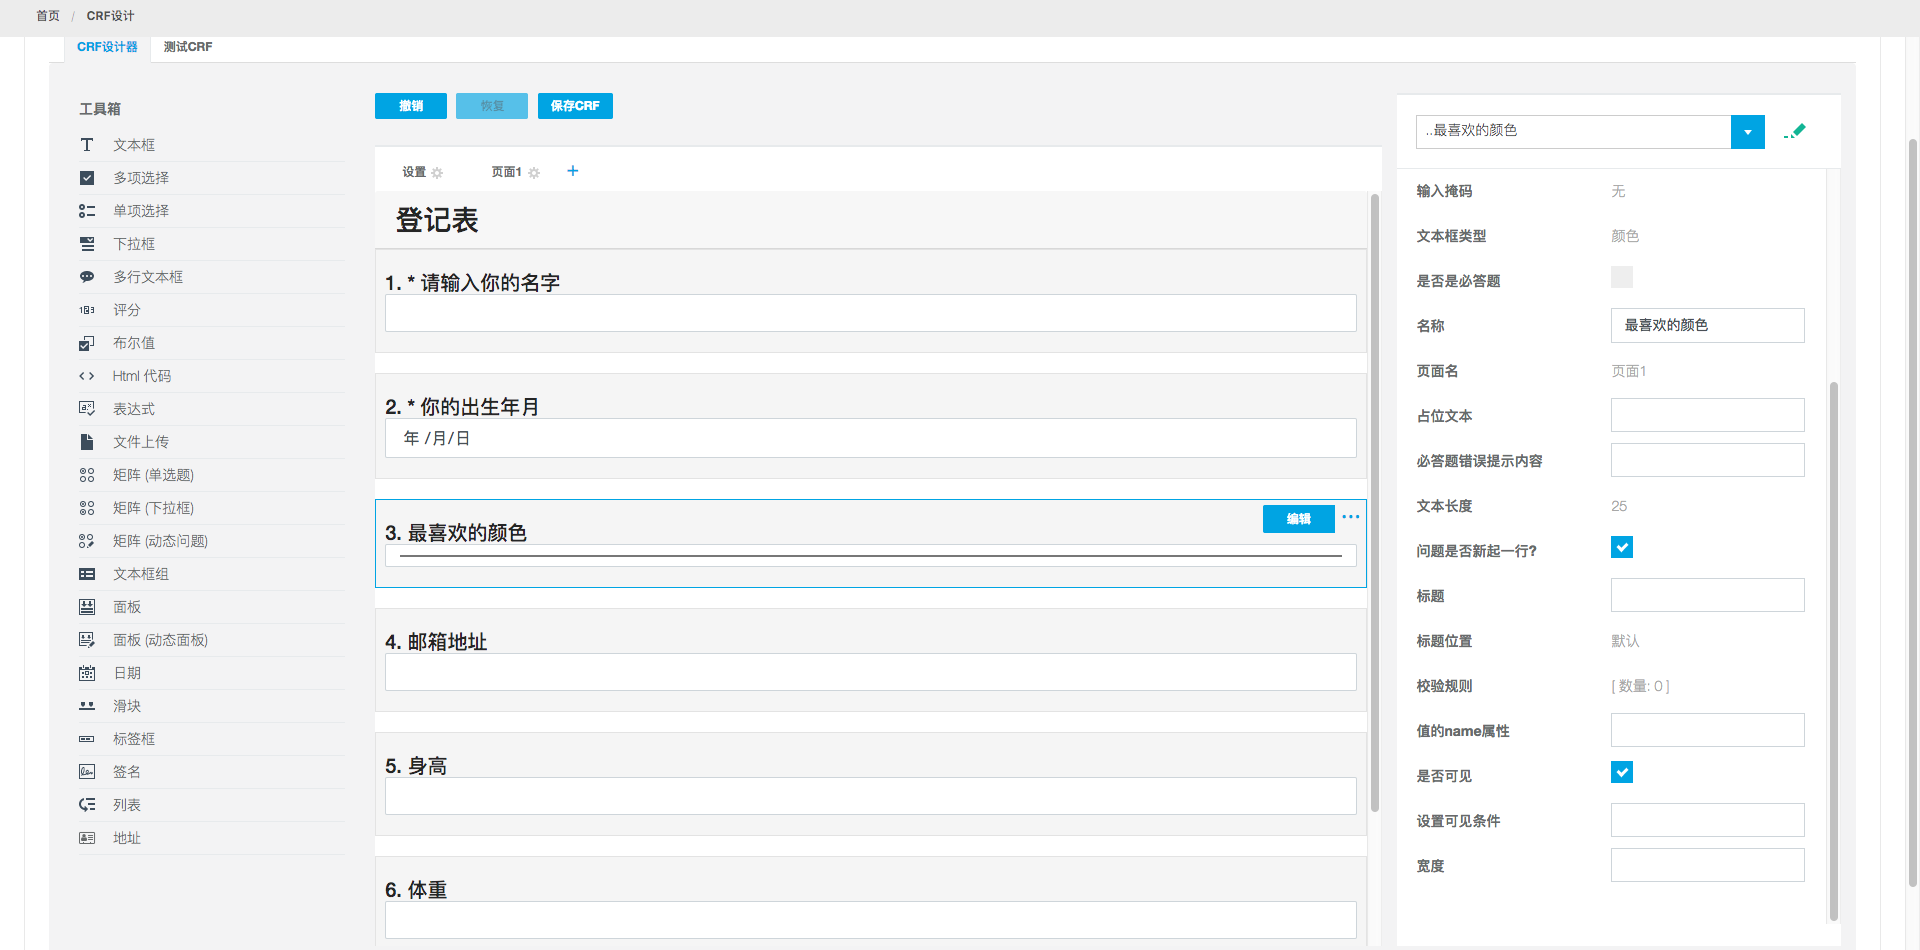 首页 / CRF设计
CRF设计器
测试CRF
工具箱
文本框
多项选择
单项选择
下拉框
多行文本框
评分
布尔值
Html 代码
表达式
文件上传
矩阵 (单选题)
矩阵 (下拉框)
矩阵 (动态问题)
文本框组
面板
面板 (动态面板)
日期
滑块
标签框
签名
列表
地址
撤销
恢复
保存CRF
设置
页面1
+
登记表
1. * 请输入你的名字
2. * 你的出生年月
年 /月/日
3. 最喜欢的颜色
编辑
...
4. 邮箱地址
5. 身高
6. 体重
..最喜欢的颜色
输入掩码 无
文本框类型 颜色
是否是必答题
名称 最喜欢的颜色
页面名 页面1
占位文本
必答题错误提示内容
文本长度 25
问题是否新起一行?
标题
标题位置 默认
校验规则 [ 数量: 0 ]
值的name属性
是否可见
设置可见条件
宽度